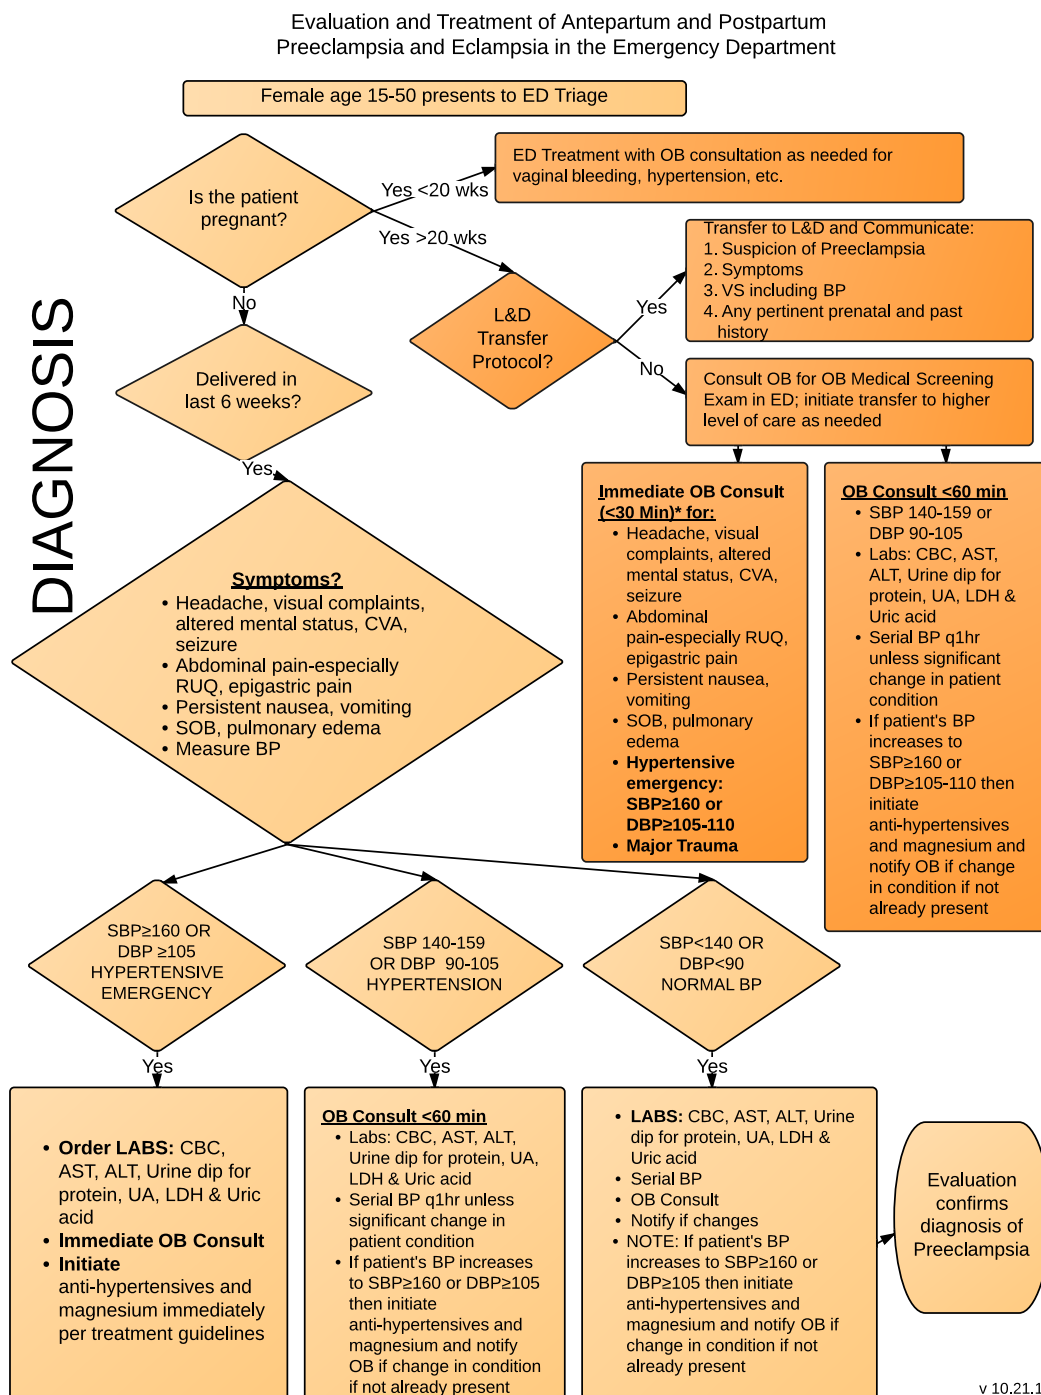 Evaluation and Treatment of Antepartum and Postpartum
Preeclampsia and Eclampsia in the Emergency Department
Female age 15-50 presents to ED Triage
Is the patient
pregnant?
Yes <20 wks
ED Treatment with OB consultation as needed for
vaginal bleeding, hypertension, etc.
Yes >20 wks
L&D
Transfer
Protocol?
Yes
Transfer to L&D and Communicate:
1. Suspicion of Preeclampsia
2. Symptoms
3. VS including BP
4. Any pertinent prenatal and past
history
No
Consult OB for OB Medical Screening
Exam in ED; initiate transfer to higher
level of care as needed
No
Delivered in
last 6 weeks?
Yes
DIAGNOSIS
Symptoms?
• Headache, visual complaints,
altered mental status, CVA,
seizure
• Abdominal pain-especially
RUQ, epigastric pain
• Persistent nausea, vomiting
• SOB, pulmonary edema
• Measure BP
Immediate OB Consult
(<30 Min)* for:
• Headache, visual
complaints, altered
mental status, CVA,
seizure
• Abdominal
pain-especially RUQ,
epigastric pain
• Persistent nausea,
vomiting
• SOB, pulmonary
edema
• Hypertensive
emergency:
SBP≥160 or
DBP≥105-110
• Major Trauma
OB Consult <60 min
• SBP 140-159 or
DBP 90-105
• Labs: CBC, AST,
ALT, Urine dip for
protein, UA, LDH &
Uric acid
• Serial BP q1hr
unless significant
change in patient
condition
• If patient's BP
increases to
SBP≥160 or
DBP≥105-110 then
initiate
anti-hypertensives
and magnesium and
notify OB if change
in condition if not
already present
SBP≥160 OR
DBP ≥105
HYPERTENSIVE
EMERGENCY
Yes
SBP 140-159
OR DBP 90-105
HYPERTENSION
Yes
SBP<140 OR
DBP<90
NORMAL BP
Yes
• Order LABS: CBC,
AST, ALT, Urine dip for
protein, UA, LDH & Uric
acid
• Immediate OB Consult
• Initiate
anti-hypertensives and
magnesium immediately
per treatment guidelines
OB Consult <60 min
• Labs: CBC, AST, ALT,
Urine dip for protein, UA,
LDH & Uric acid
• Serial BP q1hr unless
significant change in
patient condition
• If patient's BP increases
to SBP≥160 or DBP≥105
then initiate
anti-hypertensives and
magnesium and notify
OB if change in condition
if not already present
• LABS: CBC, AST, ALT, Urine
dip for protein, UA, LDH &
Uric acid
• Serial BP
• OB Consult
• Notify if changes
• NOTE: If patient's BP
increases to SBP≥160 or
DBP≥105 then initiate
anti-hypertensives and
magnesium and notify OB if
change in condition if not
already present
Evaluation
confirms
diagnosis of
Preeclampsia
v 10.21.1